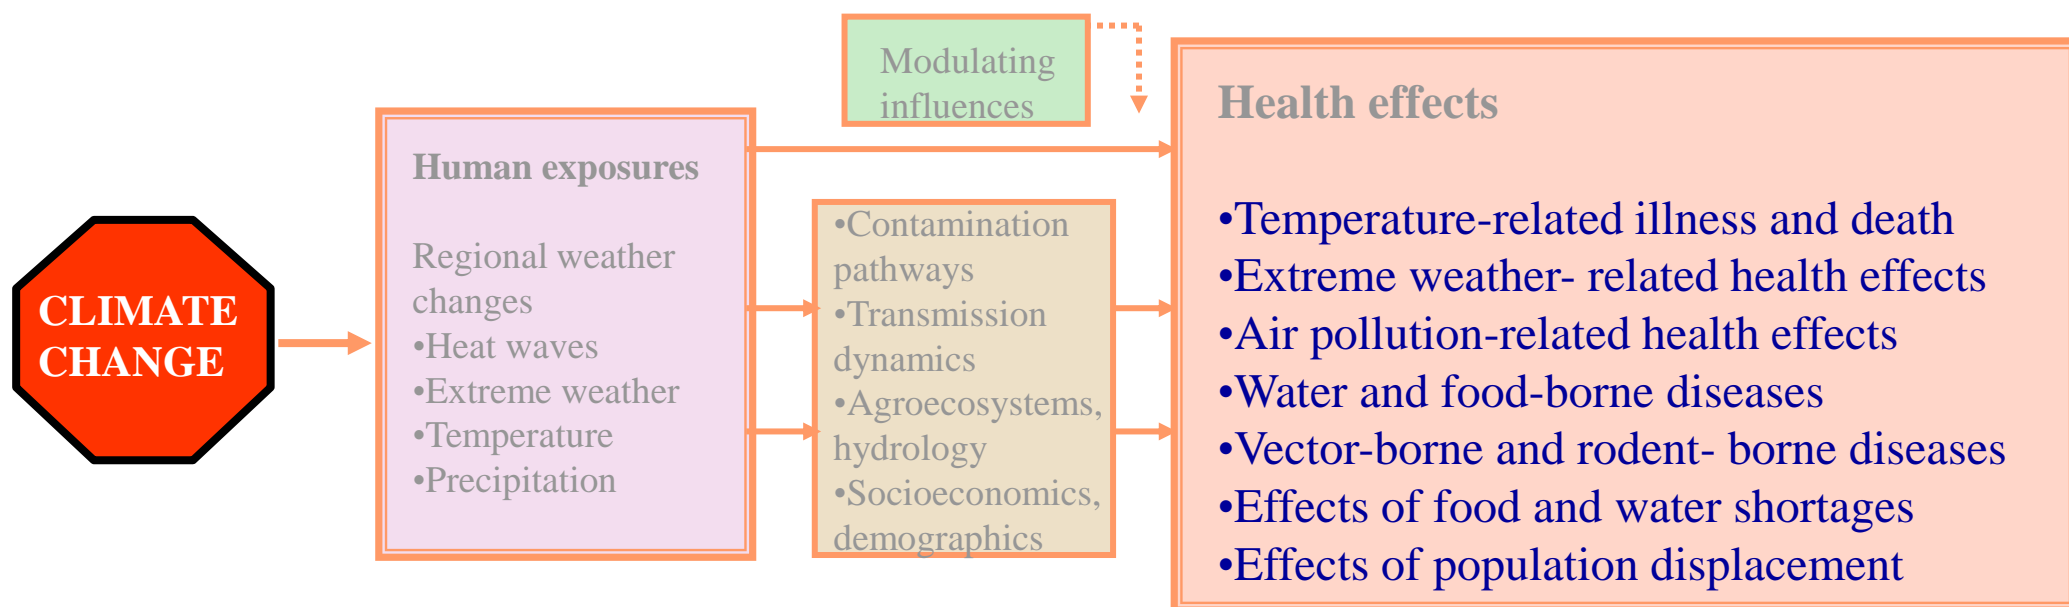 CLIMATE
CHANGE
Human exposures
Regional weather
changes
•Heat waves
•Extreme weather
•Temperature
•Precipitation
Modulating
influences
•Contamination
pathways
•Transmission
dynamics
•Agroecosystems,
hydrology
•Socioeconomics,
demographics
Health effects
•Temperature-related illness and death
•Extreme weather- related health effects
•Air pollution-related health effects
•Water and food-borne diseases
•Vector-borne and rodent- borne diseases
•Effects of food and water shortages
•Effects of population displacement